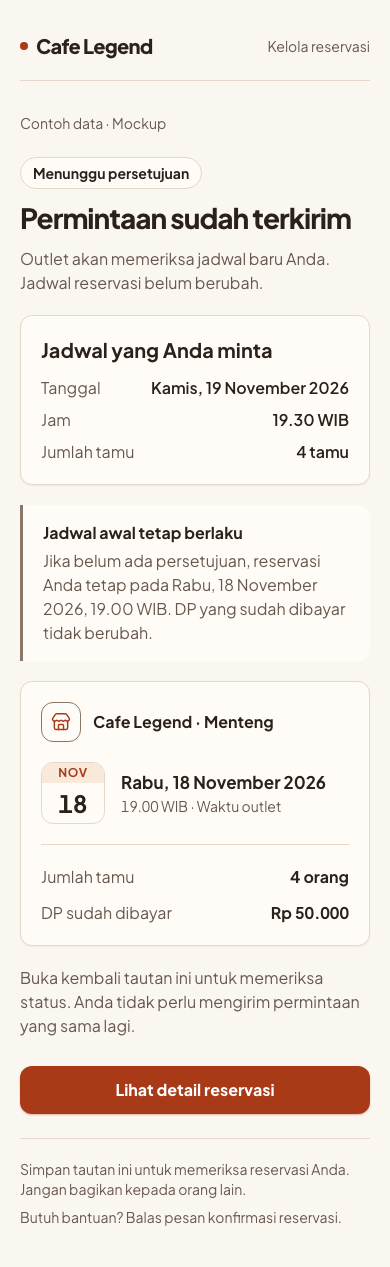 Cafe Legend
Kelola reservasi
Contoh data · Mockup
Menunggu persetujuan
Permintaan sudah terkirim
Outlet akan memeriksa jadwal baru Anda.
Jadwal reservasi belum berubah.
Jadwal yang Anda minta
Tanggal Kamis, 19 November 2026
Jam 19.30 WIB
Jumlah tamu 4 tamu
Jadwal awal tetap berlaku
Jika belum ada persetujuan, reservasi
Anda tetap pada Rabu, 18 November
2026, 19.00 WIB. DP yang sudah dibayar
tidak berubah.
Cafe Legend · Menteng
NOV
18
Rabu, 18 November 2026
19.00 WIB · Waktu outlet
Jumlah tamu 4 orang
DP sudah dibayar Rp 50.000
Buka kembali tautan ini untuk memeriksa
status. Anda tidak perlu mengirim permintaan
yang sama lagi.
Lihat detail reservasi
Simpan tautan ini untuk memeriksa reservasi Anda.
Jangan bagikan kepada orang lain.
Butuh bantuan? Balas pesan konfirmasi reservasi.